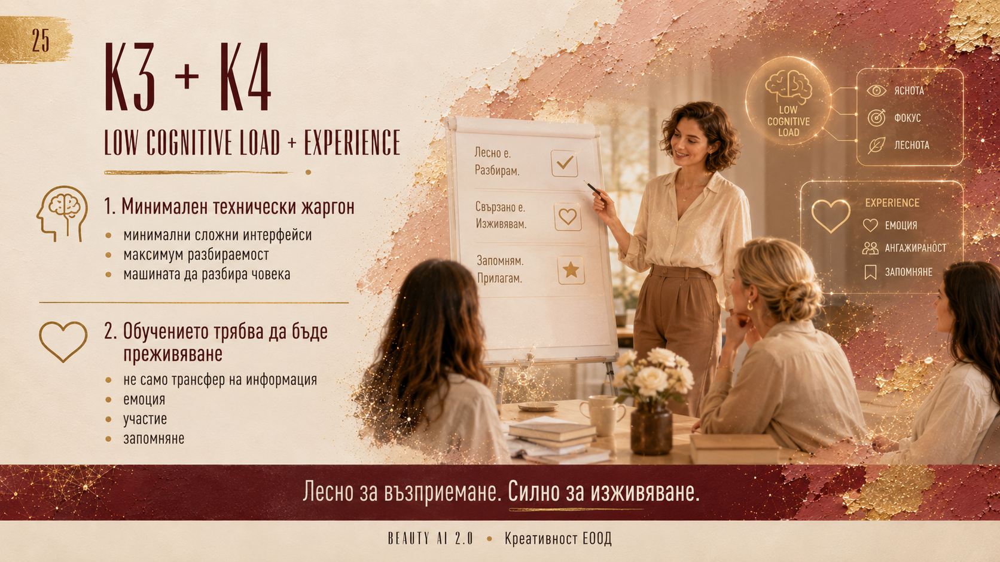 25
K3 + K4
LOW COGNITIVE LOAD + EXPERIENCE
1. Минимален технически жаргон
• минимални сложни интерфейси
• максимум разбираемост
• машината да разбира човека
2. Обучението трябва да бъде
преживяване
• не само трансфер на информация
• емоция
• участие
• запомняне
Лесно е.
Разбирам.
Свързано е.
Изживявам.
Запомням.
Прилагам.
LOW
COGNITIVE
LOAD
ЯСНОТА
ФОКУС
ЛЕСНОТА
EXPERIENCE
ЕМОЦИЯ
АНГАЖИРАНОСТ
ЗАПОМНЯНЕ
Лесно за възприемане. Силно за изживяване.
BEAUTY AI 2.0 • Креативност ЕООД